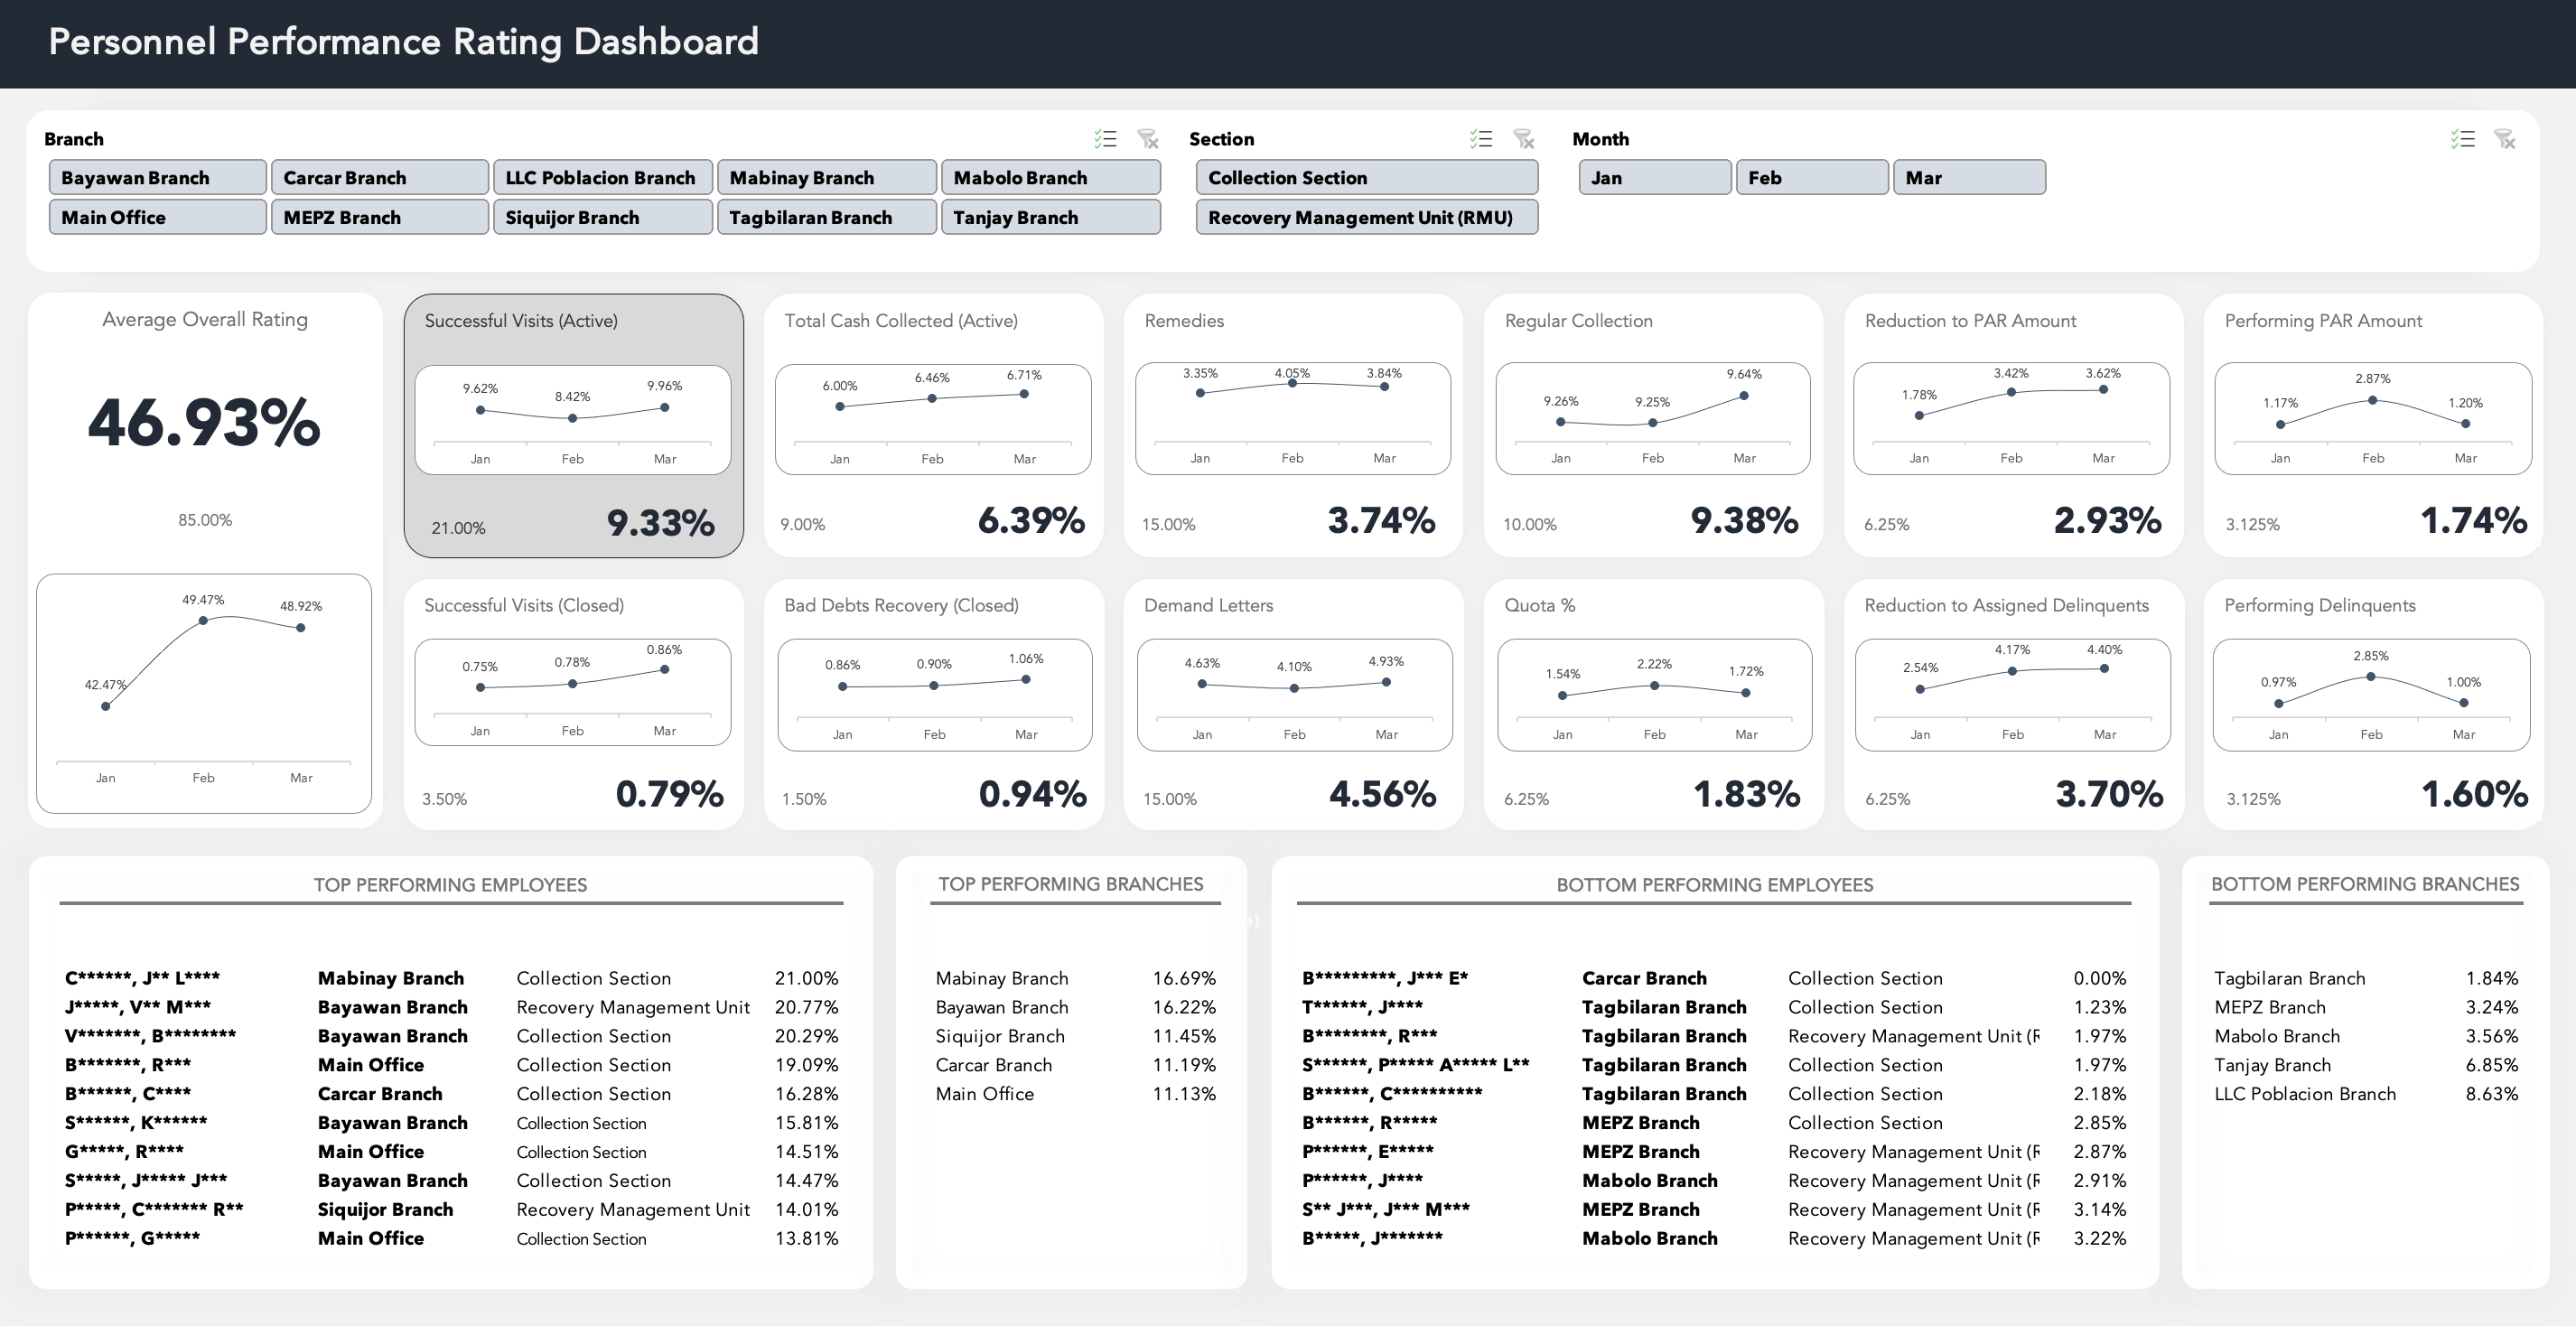 Personnel Performance Rating Dashboard
Branch
Bayawan Branch Carcar Branch LLC Poblacion Branch Mabinay Branch Mabolo Branch
Main Office MEPZ Branch Siquijor Branch Tagbilaran Branch Tanjay Branch
Section
Collection Section
Recovery Management Unit (RMU)
Month
Jan Feb Mar
Average Overall Rating
46.93%
85.00%
42.47% 49.47% 48.92%
Jan Feb Mar
Successful Visits (Active)
9.62% 8.42% 9.96%
Jan Feb Mar
21.00% 9.33%
Total Cash Collected (Active)
6.00% 6.46% 6.71%
Jan Feb Mar
9.00% 6.39%
Remedies
3.35% 4.05% 3.84%
Jan Feb Mar
15.00% 3.74%
Regular Collection
9.26% 9.25% 9.64%
Jan Feb Mar
10.00% 9.38%
Reduction to PAR Amount
1.78% 3.42% 3.62%
Jan Feb Mar
6.25% 2.93%
Performing PAR Amount
1.17% 2.87% 1.20%
Jan Feb Mar
3.125% 1.74%
Successful Visits (Closed)
0.75% 0.78% 0.86%
Jan Feb Mar
3.50% 0.79%
Bad Debts Recovery (Closed)
0.86% 0.90% 1.06%
Jan Feb Mar
1.50% 0.94%
Demand Letters
4.63% 4.10% 4.93%
Jan Feb Mar
15.00% 4.56%
Quota %
1.54% 2.22% 1.72%
Jan Feb Mar
6.25% 1.83%
Reduction to Assigned Delinquents
2.54% 4.17% 4.40%
Jan Feb Mar
6.25% 3.70%
Performing Delinquents
0.97% 2.85% 1.00%
Jan Feb Mar
3.125% 1.60%
TOP PERFORMING EMPLOYEES
C******, J** L**** Mabinay Branch Collection Section 21.00%
J*****, V** M*** Bayawan Branch Recovery Management Unit 20.77%
V*******, B******** Bayawan Branch Collection Section 20.29%
B*******, R*** Main Office Collection Section 19.09%
B******, C**** Carcar Branch Collection Section 16.28%
S******, K****** Bayawan Branch Collection Section 15.81%
G*****, R**** Main Office Collection Section 14.51%
S*****, J***** J*** Bayawan Branch Collection Section 14.47%
P*****, C******* R** Siquijor Branch Recovery Management Unit 14.01%
P******, G***** Main Office Collection Section 13.81%
TOP PERFORMING BRANCHES
Mabinay Branch 16.69%
Bayawan Branch 16.22%
Siquijor Branch 11.45%
Carcar Branch 11.19%
Main Office 11.13%
BOTTOM PERFORMING EMPLOYEES
B*********, J*** E* Carcar Branch Collection Section 0.00%
T******, J**** Tagbilaran Branch Collection Section 1.23%
B********, R*** Tagbilaran Branch Recovery Management Unit (R 1.97%
S******, P***** A***** L** Tagbilaran Branch Collection Section 1.97%
B******, C********** Tagbilaran Branch Collection Section 2.18%
B******, R***** MEPZ Branch Collection Section 2.85%
P******, E***** MEPZ Branch Recovery Management Unit (R 2.87%
P******, J**** Mabolo Branch Recovery Management Unit (R 2.91%
S** J***, J*** M*** MEPZ Branch Recovery Management Unit (R 3.14%
B*****, J******* Mabolo Branch Recovery Management Unit (R 3.22%
BOTTOM PERFORMING BRANCHES
Tagbilaran Branch 1.84%
MEPZ Branch 3.24%
Mabolo Branch 3.56%
Tanjay Branch 6.85%
LLC Poblacion Branch 8.63%